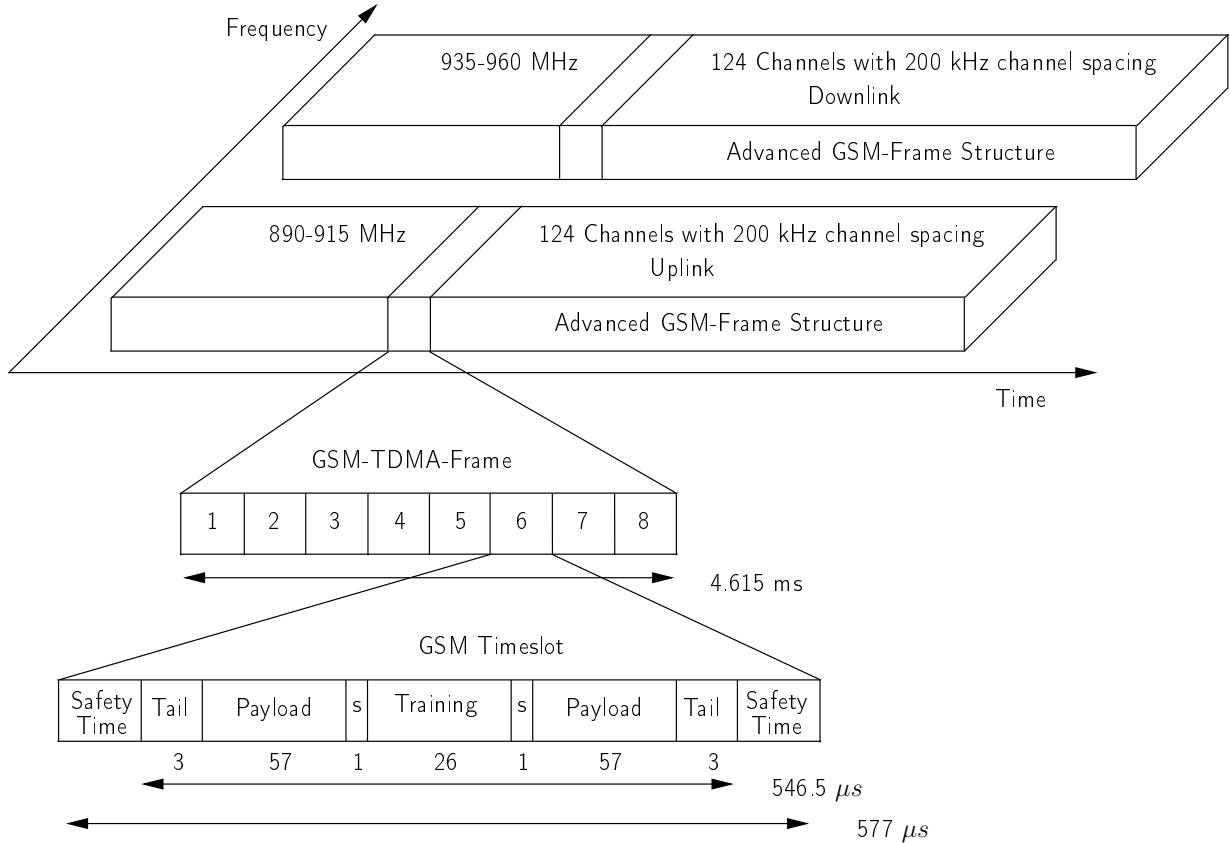 Frequency
935-960 MHz
124 Channels with 200 kHz channel spacing
Downlink
Advanced GSM-Frame Structure
890-915 MHz
124 Channels with 200 kHz channel spacing
Uplink
Advanced GSM-Frame Structure
Time
GSM-TDMA-Frame
1 2 3 4 5 6 7 8
4.615 ms
GSM Timeslot
Safety Time Tail Payload s Training s Payload Tail Safety Time
3 57 1 26 1 57 3
546.5 μs
577 μs